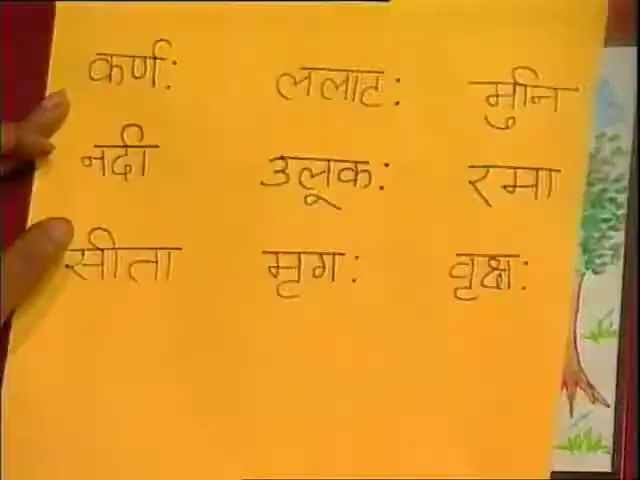 कर्ण: ललाट: मुनि
नदी उलूक: रमा
सीता मृग: वृक्ष: